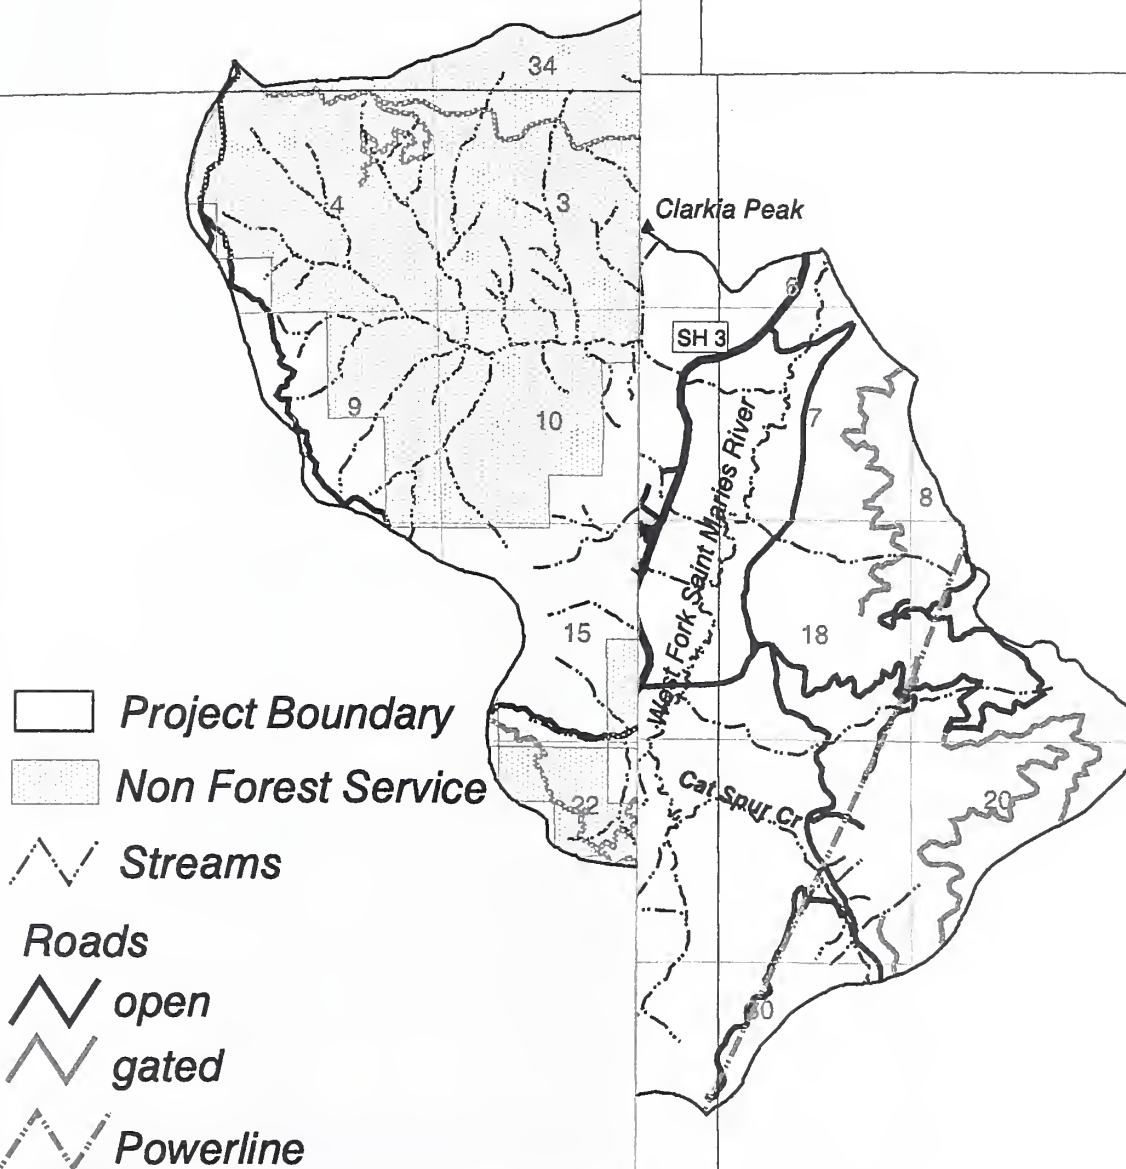 34
4
3
Clarkia Peak
6
SH 3
9
10
7
West Fork Saint Maries River
8
15
18
Project Boundary
Non Forest Service
22
Cat Spur Cr
20
Streams
Roads
open
30
gated
Powerline